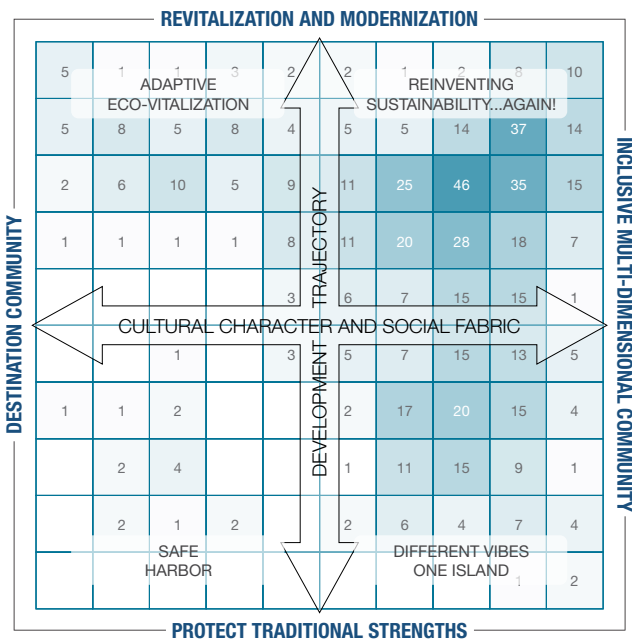 REVITALIZATION AND MODERNIZATION
5 1 1 3 2 2 1 2 8 10
ADAPTIVE
ECO-VITALIZATION
REINVENTING
SUSTAINABILITY...AGAIN!
5 8 5 8 4 5 5 14 37 14
2 6 10 5 9 11 25 46 35 15
1 1 1 1 8 11 20 28 18 7
3 6 7 15 15 1
DESTINATION COMMUNITY
CULTURAL CHARACTER AND SOCIAL FABRIC
DEVELOPMENT TRAJECTORY
INCLUSIVE MULTI-DIMENSIONAL COMMUNITY
1 3 5 7 15 13 5
1 1 2 2 17 20 15 4
2 4 1 11 15 9 1
2 1 2 2 6 4 7 4
SAFE
HARBOR
DIFFERENT VIBES
ONE ISLAND
1 2
PROTECT TRADITIONAL STRENGTHS